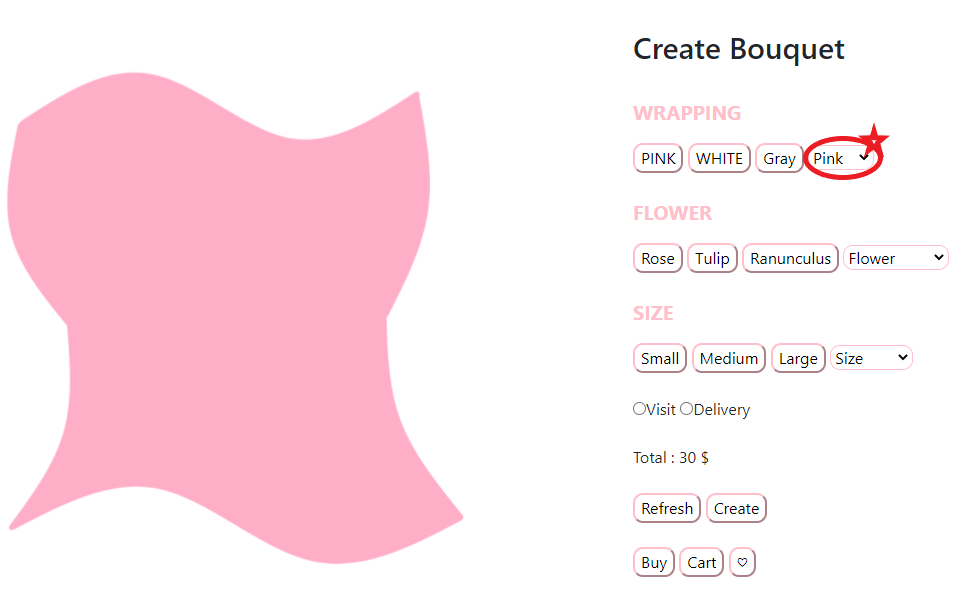 Create Bouquet
WRAPPING
PINK WHITE Gray Pink
FLOWER
Rose Tulip Ranunculus Flower
SIZE
Small Medium Large Size
Visit Delivery
Total : 30 $
Refresh Create
Buy Cart ♡